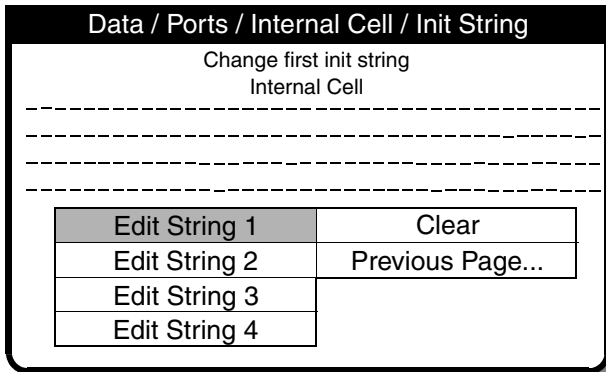 Data / Ports / Internal Cell / Init String
Change first init string
Internal Cell
Edit String 1 Clear
Edit String 2 Previous Page...
Edit String 3
Edit String 4